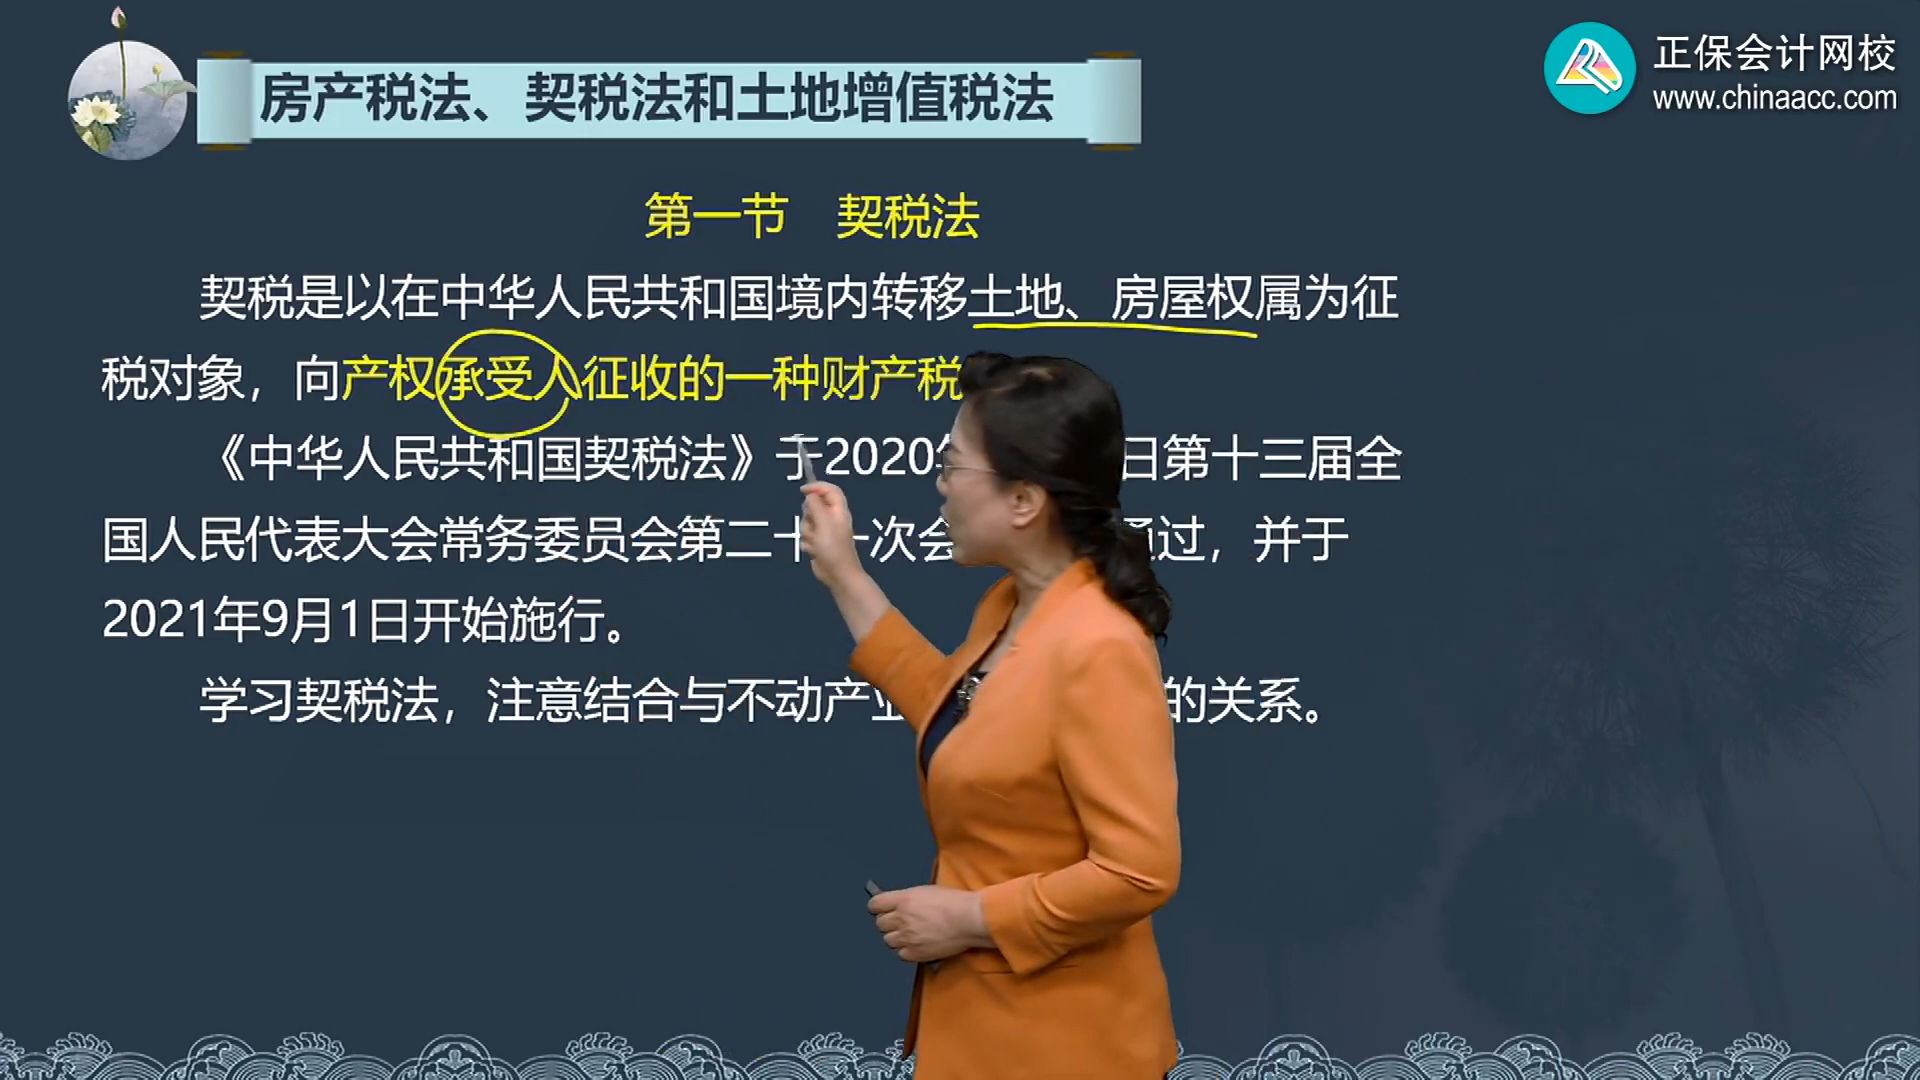 房产税法、契税法和土地增值税法
正保会计网校
www.chinaacc.com
第一节 契税法
契税是以在中华人民共和国境内转移土地、房屋权属为征
税对象，向产权承受人征收的一种财产税
《中华人民共和国契税法》于2020 日第十三届全
国人民代表大会常务委员会第二十一次会 通过，并于
2021年9月1日开始施行。
学习契税法，注意结合与不动产 的关系。